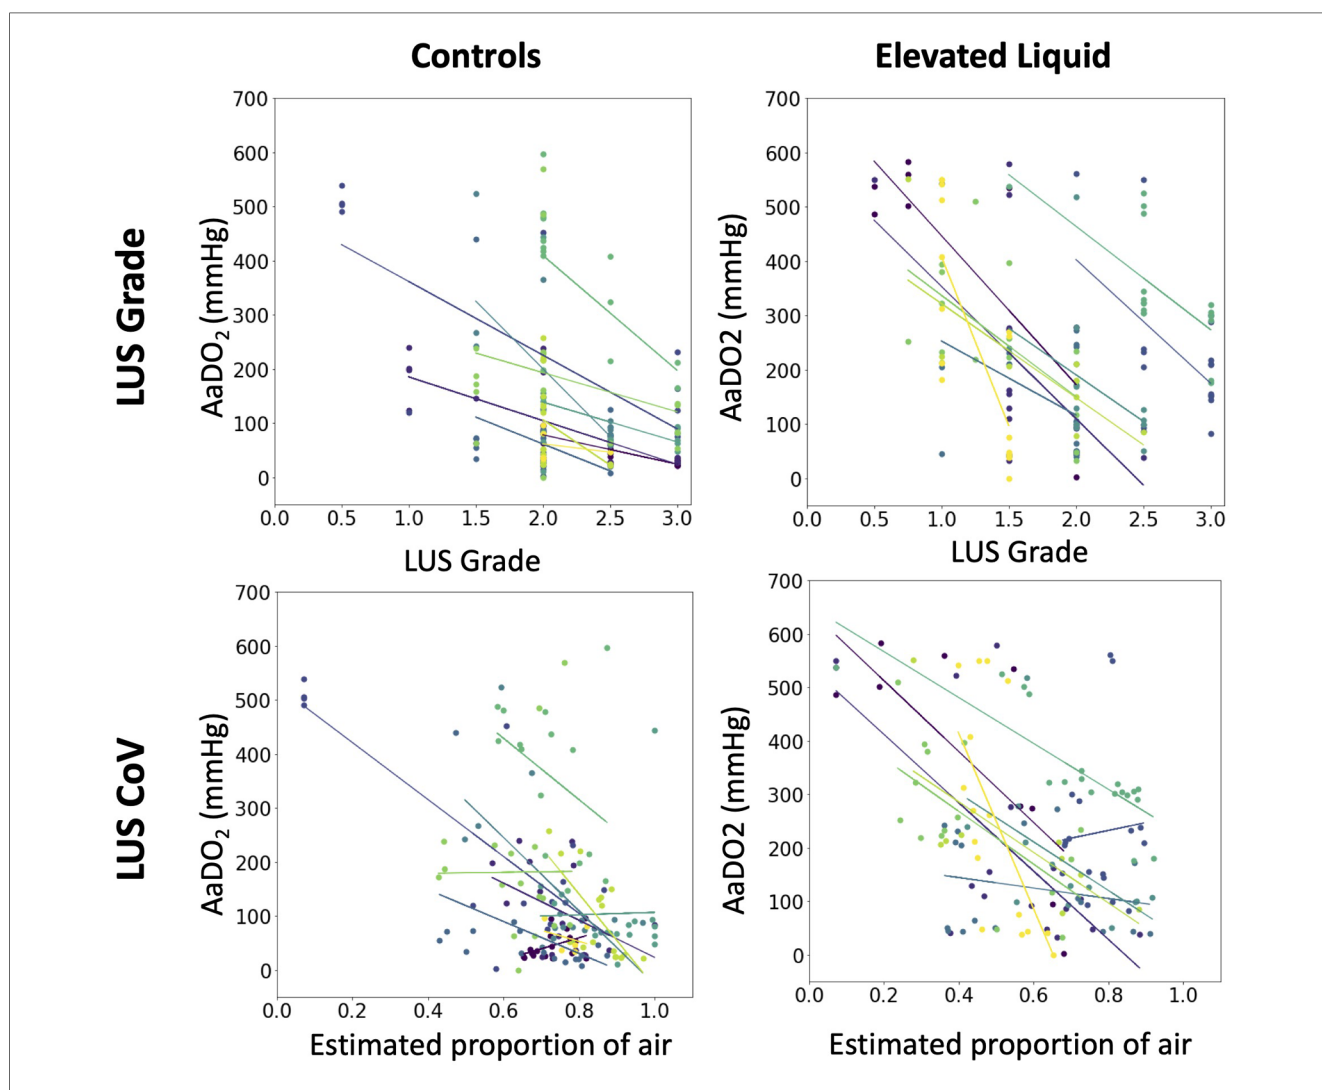 Controls
Elevated Liquid
LUS Grade
AaDO₂ (mmHg)
700
600
500
400
300
200
100
0
0.0 0.5 1.0 1.5 2.0 2.5 3.0
LUS Grade
AaDO2 (mmHg)
700
600
500
400
300
200
100
0
0.0 0.5 1.0 1.5 2.0 2.5 3.0
LUS Grade
LUS CoV
AaDO₂ (mmHg)
700
600
500
400
300
200
100
0
0.0 0.2 0.4 0.6 0.8 1.0
Estimated proportion of air
AaDO2 (mmHg)
700
600
500
400
300
200
100
0
0.0 0.2 0.4 0.6 0.8 1.0
Estimated proportion of air